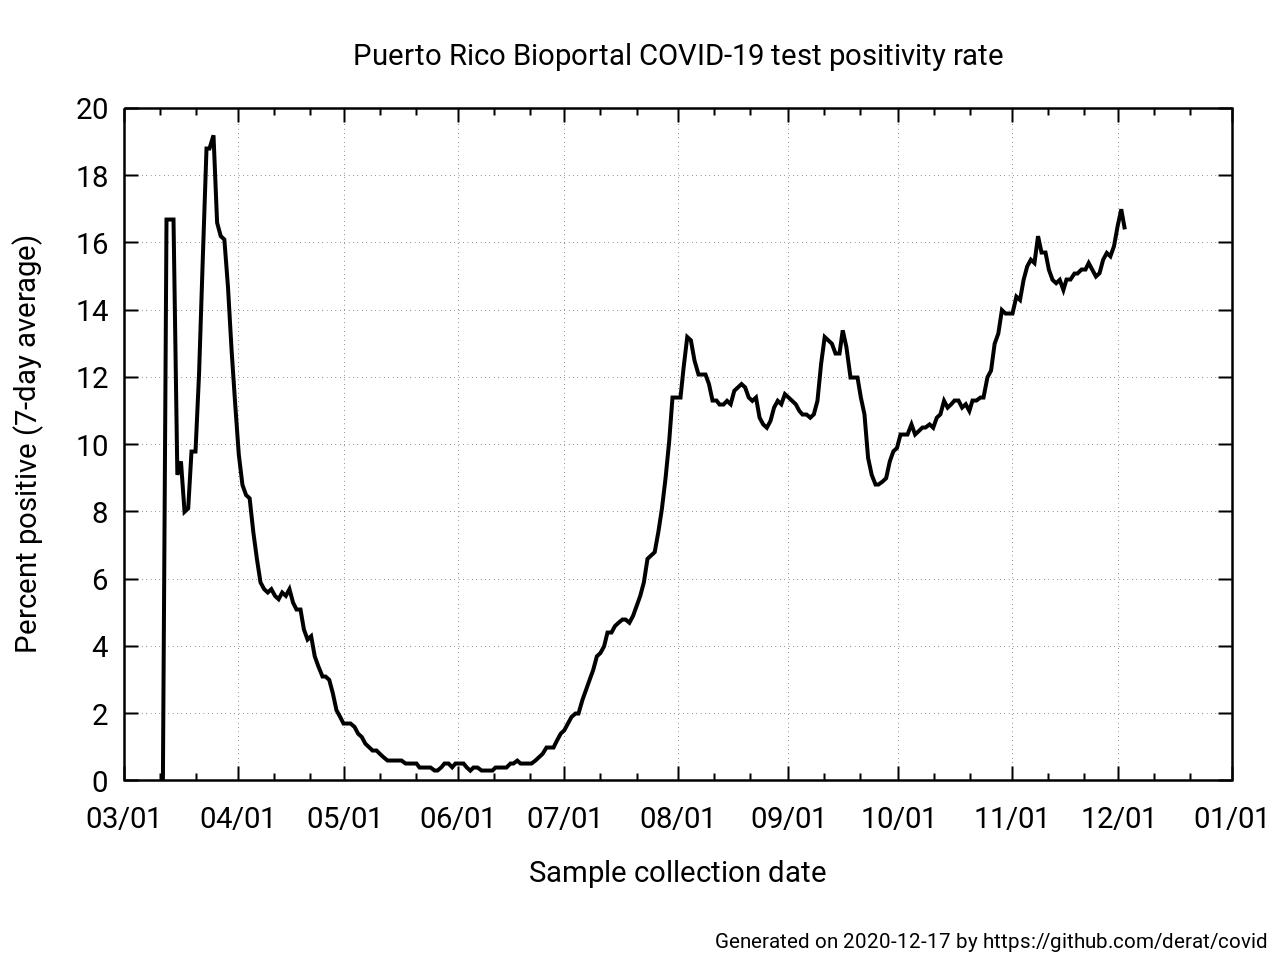 Puerto Rico Bioportal COVID-19 test positivity rate
20
18
16
14
12
10
8
6
4
2
0
Percent positive (7-day average)
03/01 04/01 05/01 06/01 07/01 08/01 09/01 10/01 11/01 12/01 01/01
Sample collection date
Generated on 2020-12-17 by https://github.com/derat/covid